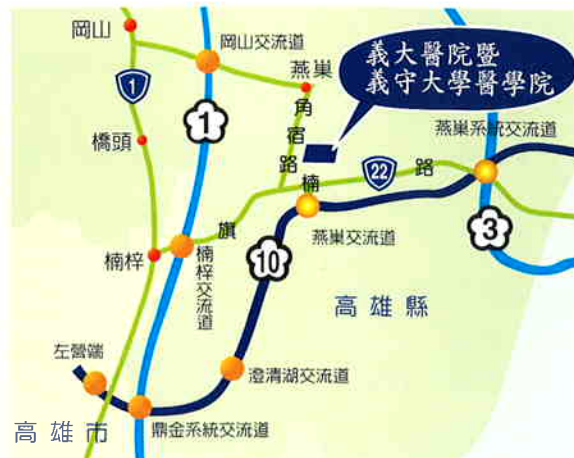 岡山
岡山交流道
燕巢
義大醫院暨
義守大學醫學院
1
1
角宿路
橋頭
燕巢系統交流道
22
楠旗路
3
楠梓
楠梓交流道
燕巢交流道
10
高雄縣
左營端
澄清湖交流道
高雄市
鼎金系統交流道